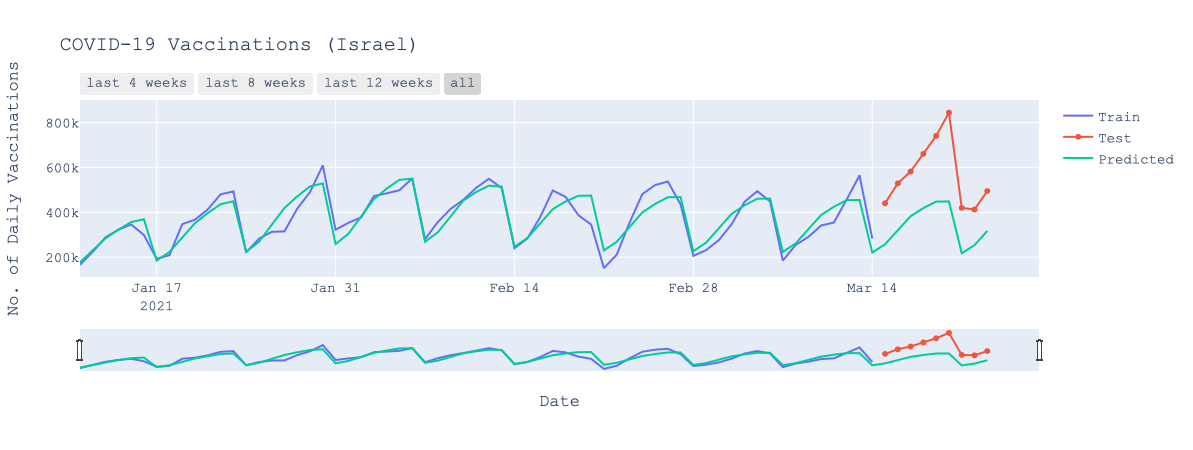 COVID-19 Vaccinations (Israel)
last 4 weeks last 8 weeks last 12 weeks all
No. of Daily Vaccinations
800k
600k
400k
200k
Jan 17
2021
Jan 31
Feb 14
Feb 28
Mar 14
Date
Train
Test
Predicted